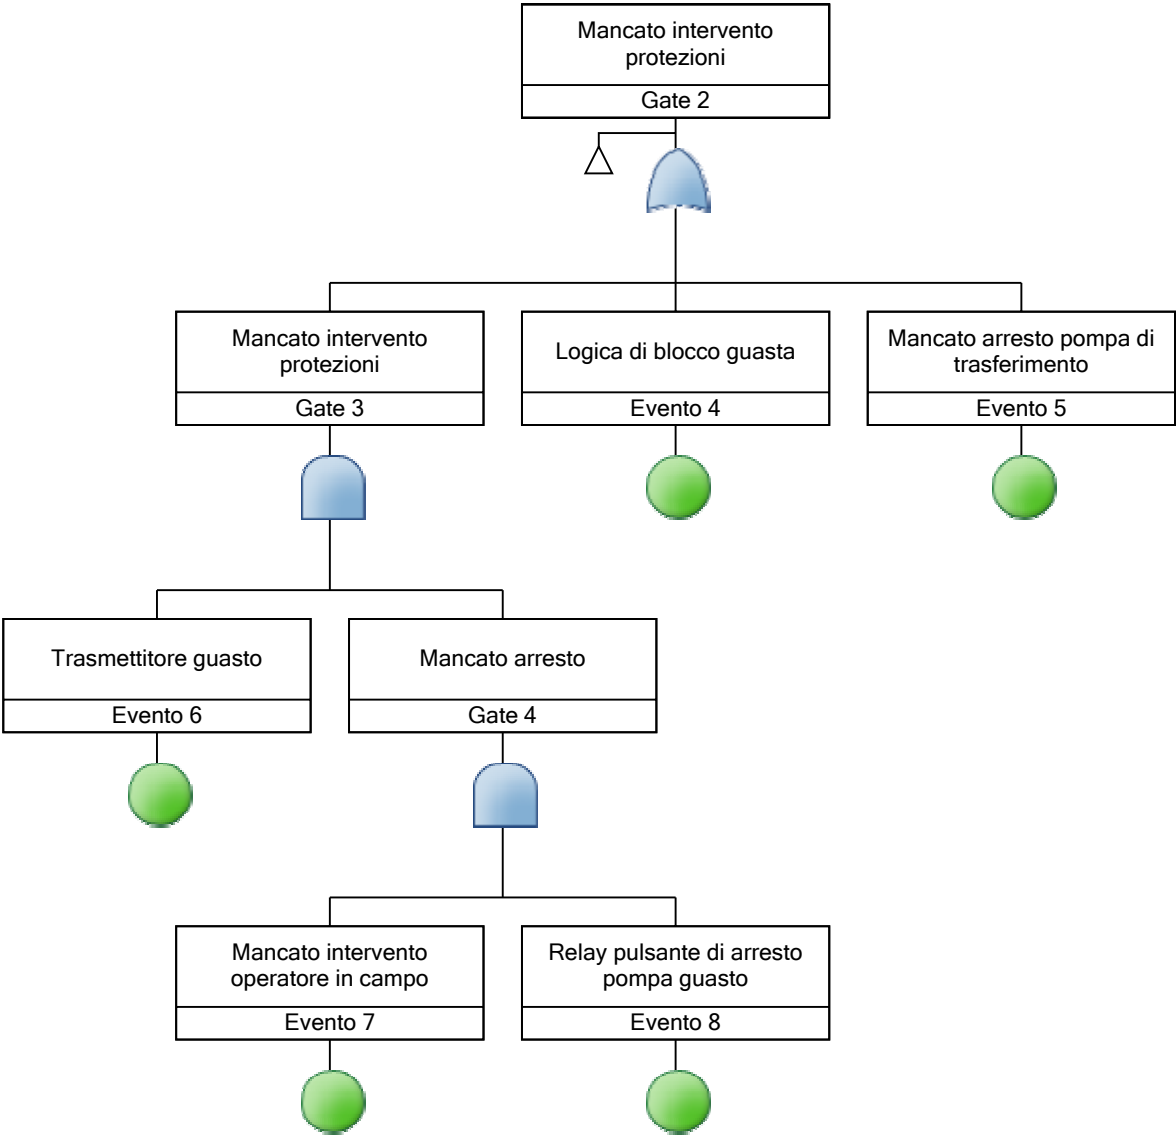 Mancato intervento
protezioni
Gate 2
Mancato intervento
protezioni
Gate 3
Logica di blocco guasta
Evento 4
Mancato arresto pompa di
trasferimento
Evento 5
Trasmettitore guasto
Evento 6
Mancato arresto
Gate 4
Mancato intervento
operatore in campo
Evento 7
Relay pulsante di arresto
pompa guasto
Evento 8